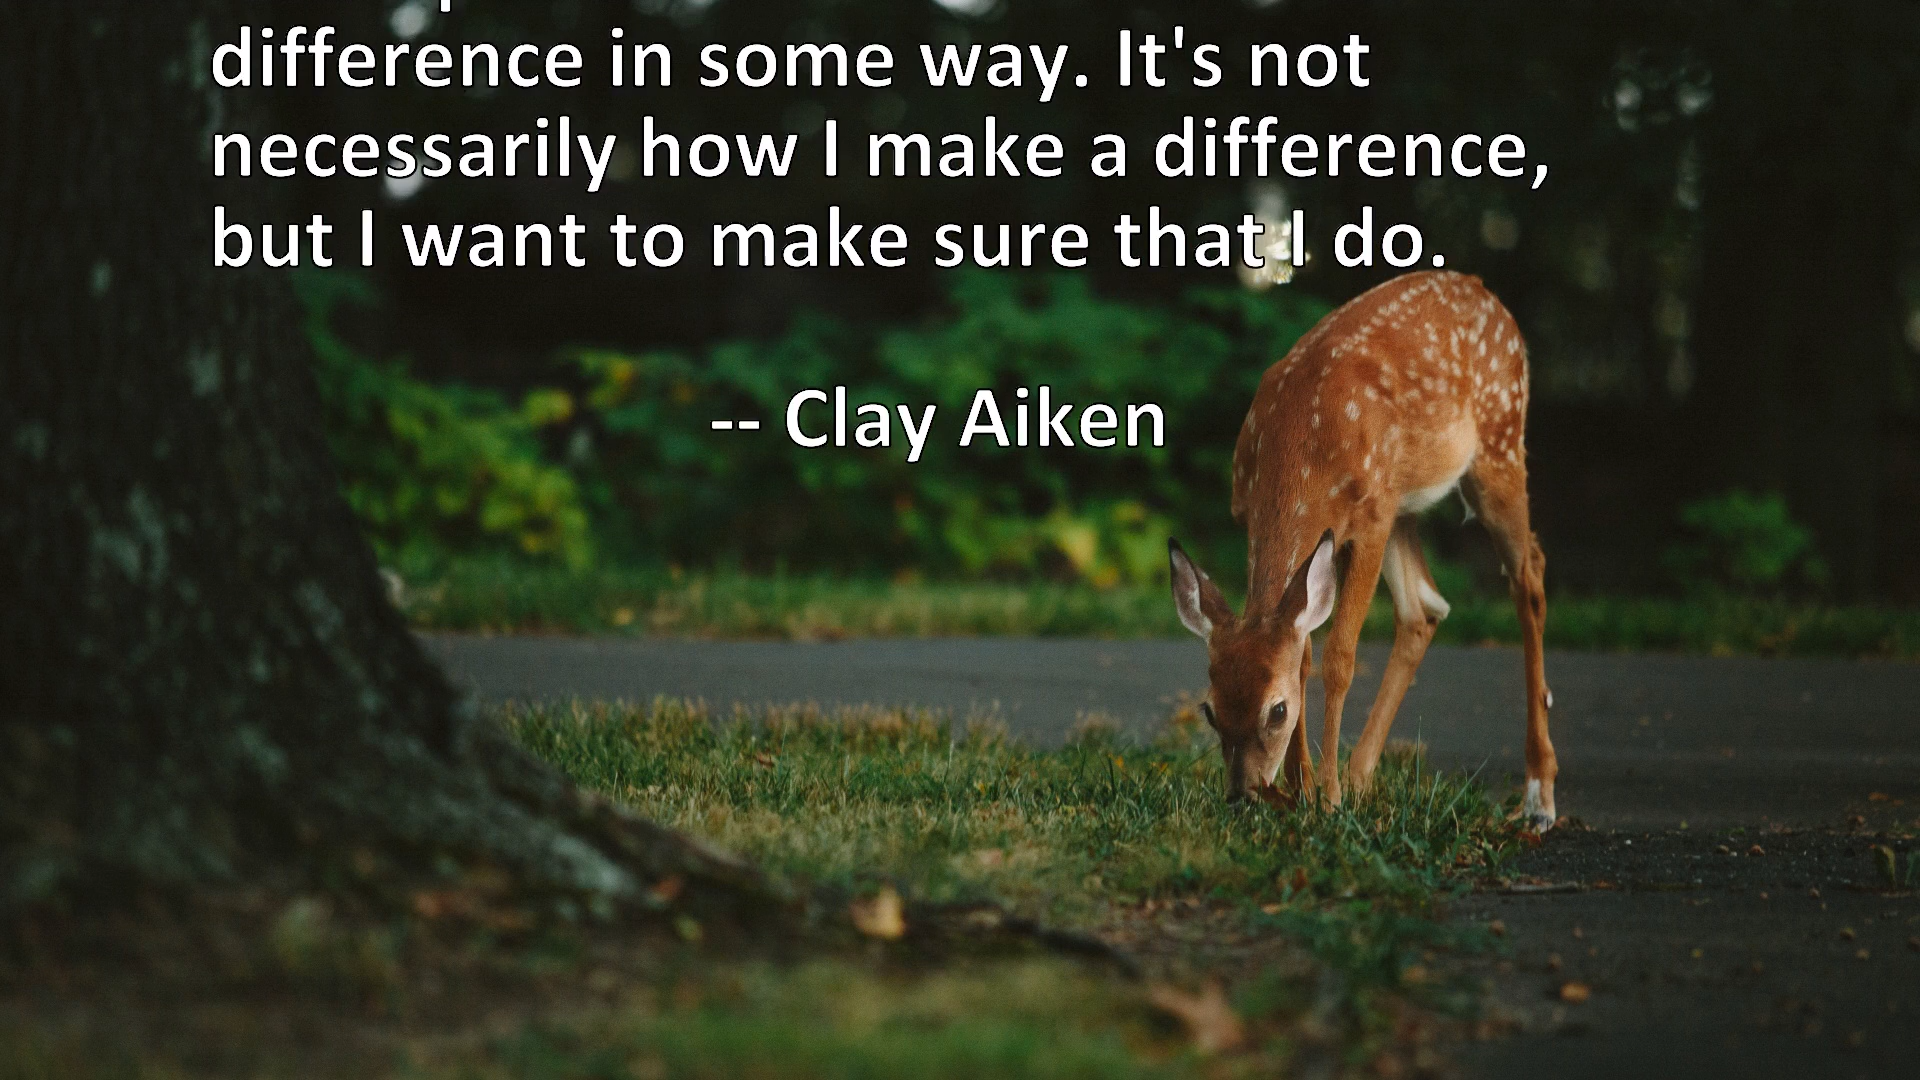 difference in some way. It's not
necessarily how I make a difference,
but I want to make sure that I do.
-- Clay Aiken